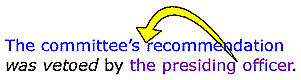 The committee's recommendation
was vetoed by the presiding officer.